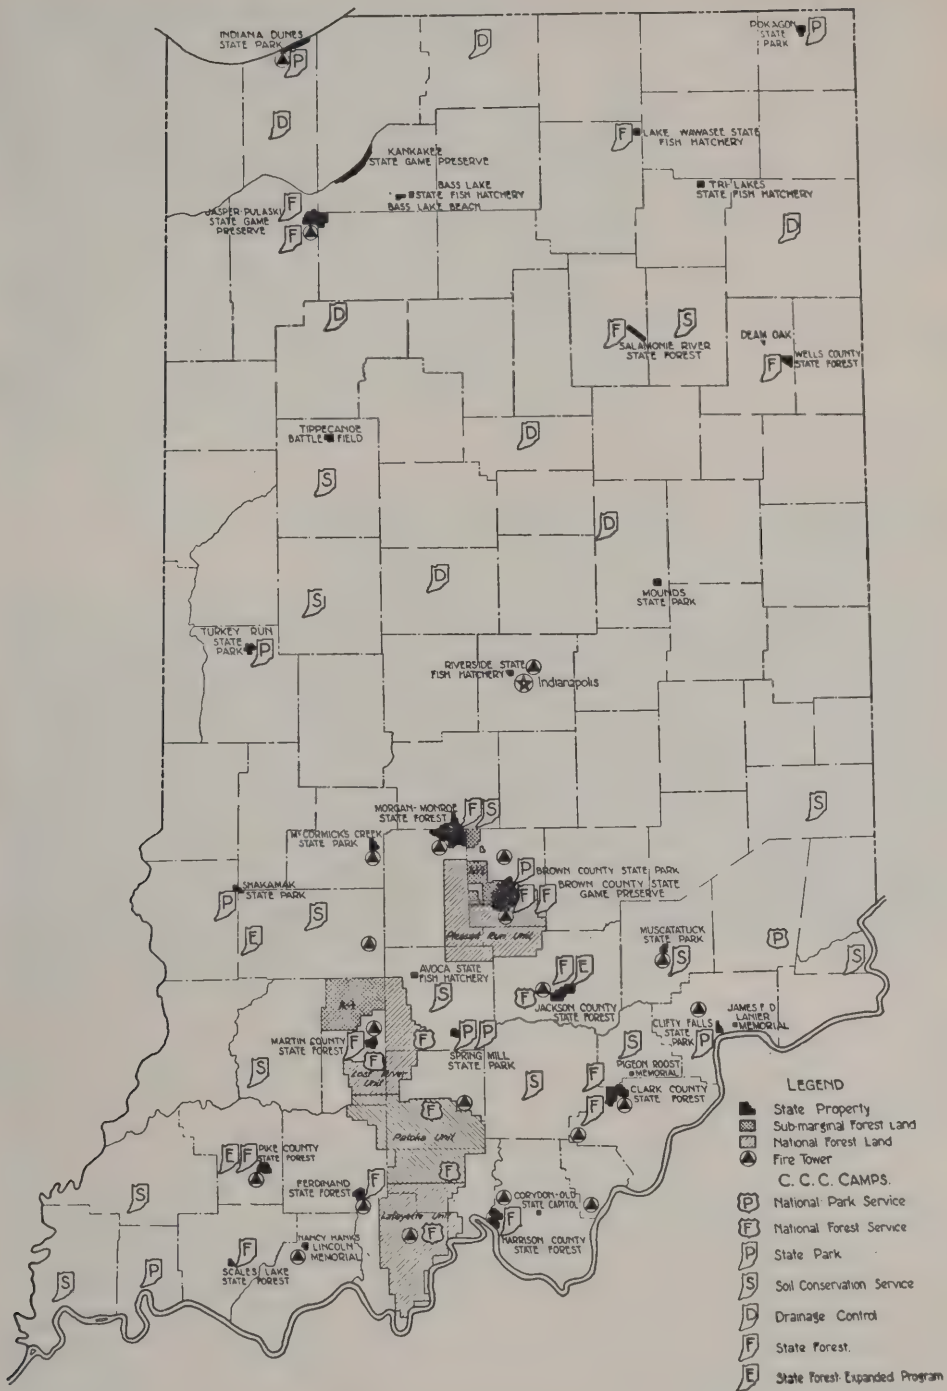 INDIANA DUNES
STATE PARK
P
D
POKAGON
STATE
PARK
P
D
F
LAKE WAWASEE STATE
FISH HATCHERY
KANKAKEE
STATE GAME PRESERVE
BASS LAKE
STATE FISH HATCHERY
BASS LAKE BEACH
TRI-LAKES
STATE FISH HATCHERY
JASPER-PULASKI
STATE GAME
PRESERVE
F
F
D
D
F
SALAMONIE RIVER
STATE FOREST
S
DEAM OAK
F
WELLS COUNTY
STATE FOREST
TIPPECANOE
BATTLE FIELD
D
S
D
D
S
MOUNDS
STATE PARK
TURKEY RUN
STATE
PARK
P
RIVERSIDE STATE
FISH HATCHERY
Indianapolis
S
MORGAN-MONROE
STATE FOREST
F
S
McCORMICK'S CREEK
STATE PARK
P
BROWN COUNTY STATE PARK
BROWN COUNTY STATE
GAME PRESERVE
F
F
Pleasant Run Unit
SHAKAMAK
STATE PARK
P
S
F
MUSCATATUCK
STATE PARK
S
P
S
AVOCA STATE
FISH HATCHERY
S
F
E
F
JACKSON COUNTY
STATE FOREST
A-1
MARTIN COUNTY
STATE FOREST
F
F
F
Lost River
Unit
P
P
SPRING MILL
STATE PARK
S
JAMES F. D.
LANIER
MEMORIAL
CLIFTY FALLS
STATE
PARK
P
PIGEON ROOST
MEMORIAL
S
S
F
CLARK COUNTY
STATE FOREST
F
F
Patoka Unit
F
E
F
PIKE COUNTY
STATE FOREST
FERDINAND
STATE FOREST
F
S
Lafayette Unit
F
CORYDON-OLD
STATE CAPITOL
F
HARRISON COUNTY
STATE FOREST
NANCY HANKS
LINCOLN
MEMORIAL
F
SCALES LAKE
STATE FOREST
S
P
LEGEND
State Property
Sub-marginal Forest Land
National Forest Land
Fire Tower
C. C. C. CAMPS.
P National Park Service
F National Forest Service
P State Park
S Soil Conservation Service
D Drainage Control
F State Forest.
E State Forest-Expanded Program